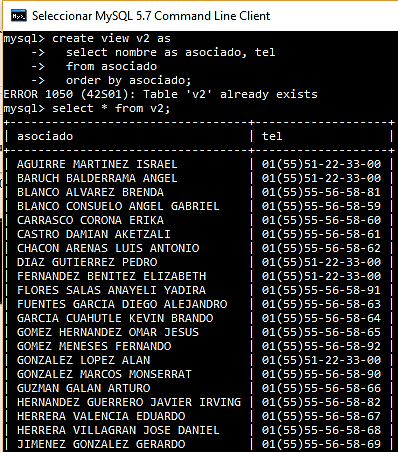 Seleccionar MySQL 5.7 Command Line Client
mysql> create view v2 as
    ->   select nombre as asociado, tel
    ->   from asociado
    ->   order by asociado;
ERROR 1050 (42S01): Table 'v2' already exists
mysql> select * from v2;
+----------------------------------+------------------+
| asociado                         | tel              |
+----------------------------------+------------------+
| AGUIRRE MARTINEZ ISRAEL          | 01(55)51-22-33-00 |
| BARUCH BALDERRAMA ANGEL          | 01(55)51-22-33-00 |
| BLANCO ALVAREZ BRENDA            | 01(55)55-56-58-81 |
| BLANCO CONSUELO ANGEL GABRIEL    | 01(55)55-56-58-59 |
| CARRASCO CORONA ERIKA            | 01(55)55-56-58-60 |
| CASTRO DAMIAN AKETZALI           | 01(55)55-56-58-61 |
| CHACON ARENAS LUIS ANTONIO       | 01(55)55-56-58-62 |
| DIAZ GUTIERREZ PEDRO             | 01(55)51-22-33-00 |
| FERNANDEZ BENITEZ ELIZABETH      | 01(55)51-22-33-00 |
| FLORES SALAS ANAYELI YADIRA      | 01(55)55-56-58-91 |
| FUENTES GARCIA DIEGO ALEJANDRO   | 01(55)55-56-58-63 |
| GARCIA CUAHUTLE KEVIN BRANDO     | 01(55)55-56-58-64 |
| GOMEZ HERNANDEZ OMAR JESUS       | 01(55)55-56-58-65 |
| GOMEZ MENESES FERNANDO           | 01(55)55-56-58-92 |
| GONZALEZ LOPEZ ALAN              | 01(55)51-22-33-00 |
| GONZALEZ MARCOS MONSERRAT        | 01(55)55-56-58-90 |
| GUZMAN GALAN ARTURO              | 01(55)55-56-58-66 |
| HERNANDEZ GUERRERO JAVIER IRVING | 01(55)55-56-58-82 |
| HERRERA VALENCIA EDUARDO         | 01(55)55-56-58-67 |
| HERRERA VILLAGRAN JOSE DANIEL    | 01(55)55-56-58-68 |
| JIMENEZ GONZALEZ GERARDO         | 01(55)55-56-58-69 |